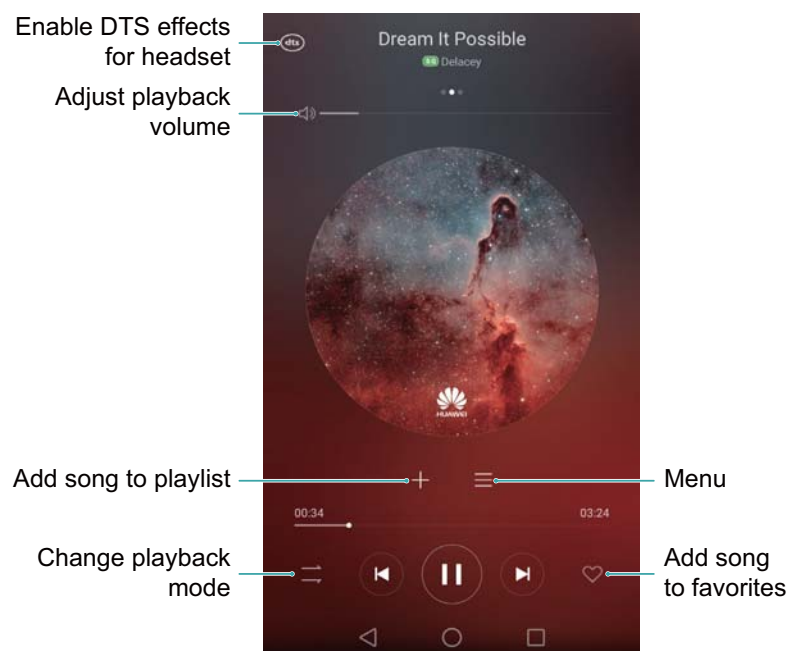 Enable DTS effects
for headset
dts
Dream It Possible
SQ Delacey
Adjust playback
volume
HUAWEI
Add song to playlist
Menu
00:34
03:24
Change playback
mode
Add song
to favorites